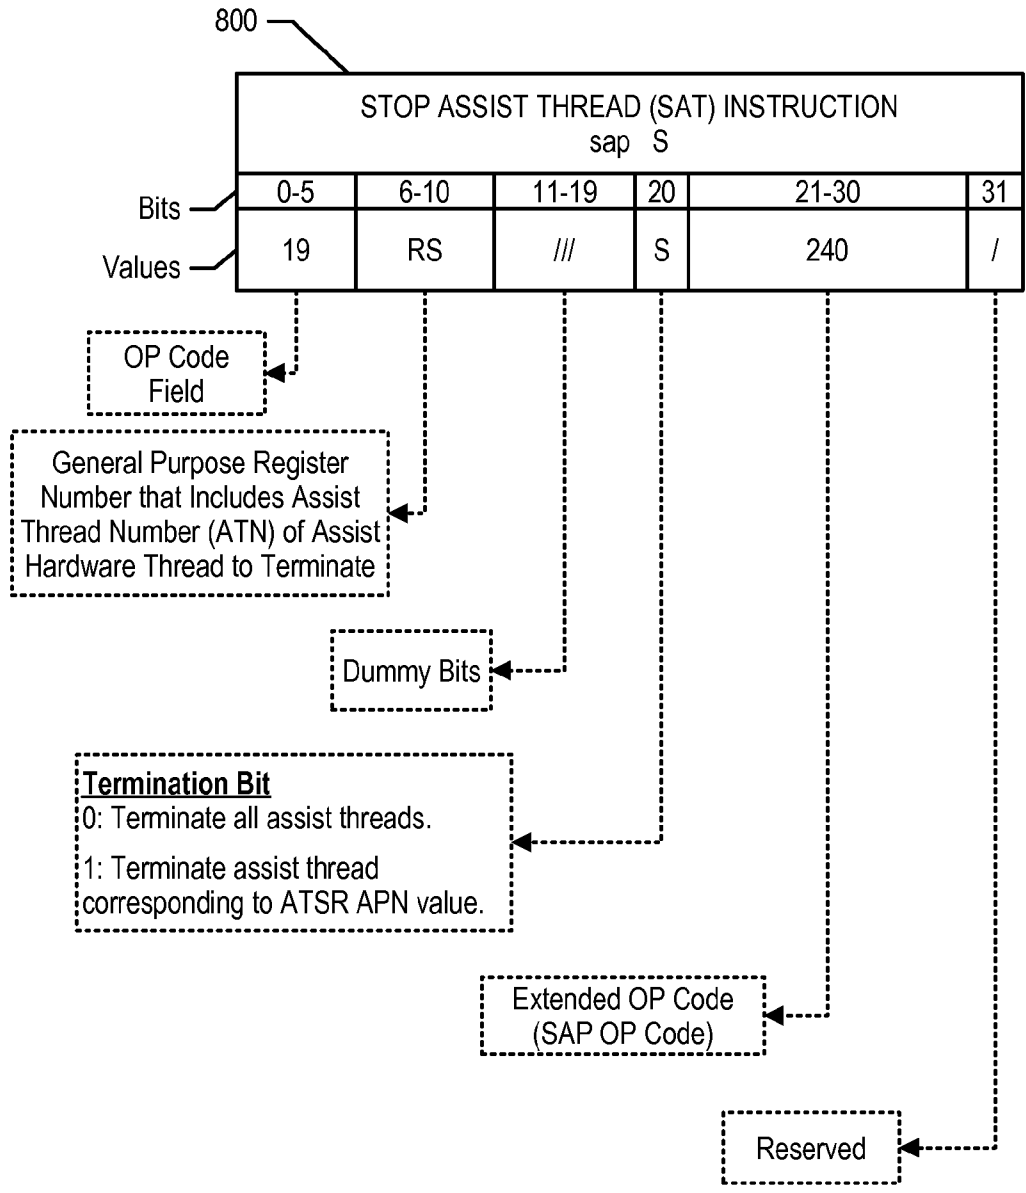 800
STOP ASSIST THREAD (SAT) INSTRUCTION
sap S
Bits 0-5 6-10 11-19 20 21-30 31
Values 19 RS /// S 240 /
OP Code
Field
General Purpose Register
Number that Includes Assist
Thread Number (ATN) of Assist
Hardware Thread to Terminate
Dummy Bits
Termination Bit
0: Terminate all assist threads.
1: Terminate assist thread
corresponding to ATSR APN value.
Extended OP Code
(SAP OP Code)
Reserved